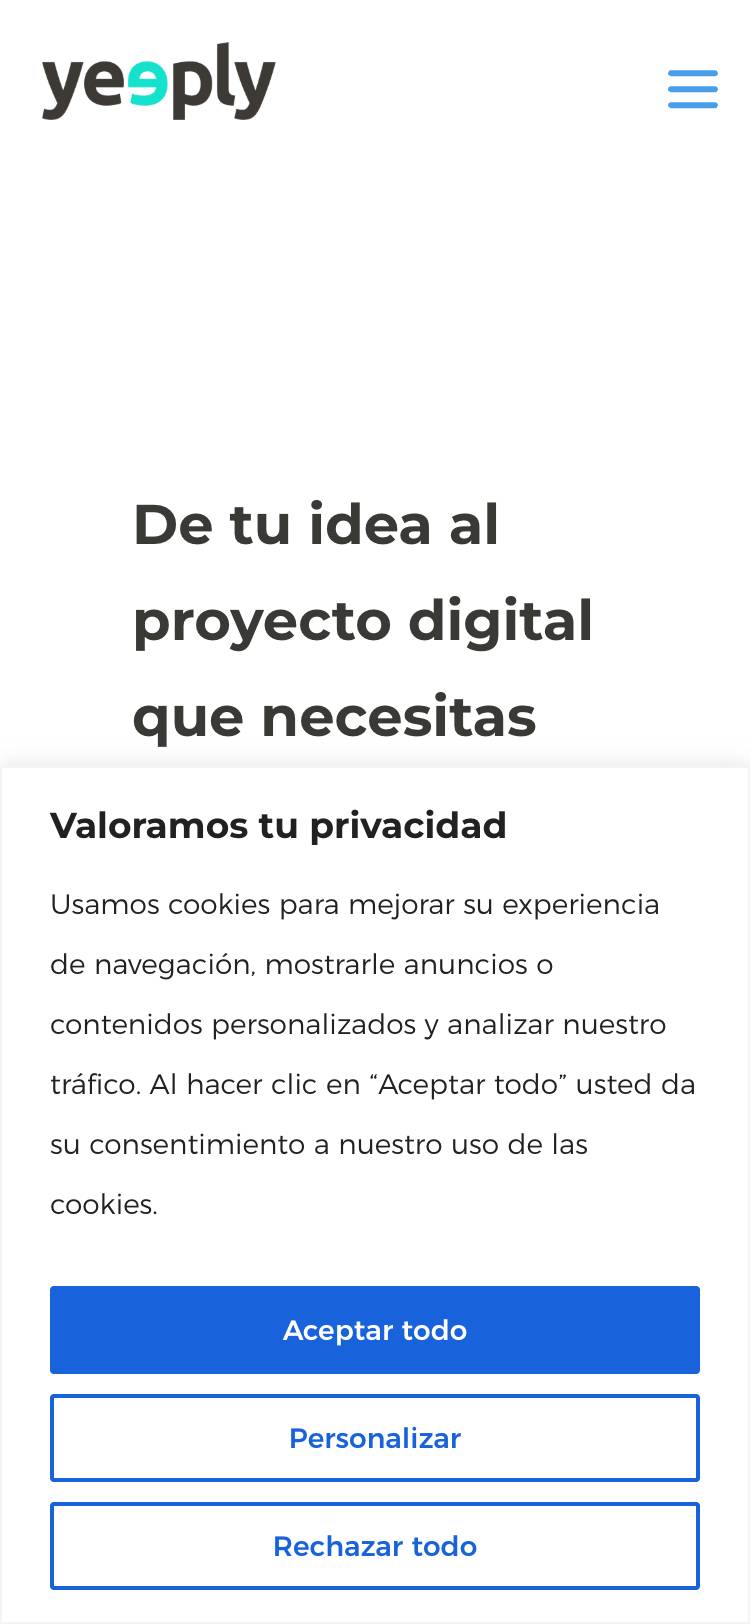 yeeply
De tu idea al
proyecto digital
que necesitas
Valoramos tu privacidad
Usamos cookies para mejorar su experiencia
de navegación, mostrarle anuncios o
contenidos personalizados y analizar nuestro
tráfico. Al hacer clic en “Aceptar todo” usted da
su consentimiento a nuestro uso de las
cookies.
Aceptar todo
Personalizar
Rechazar todo